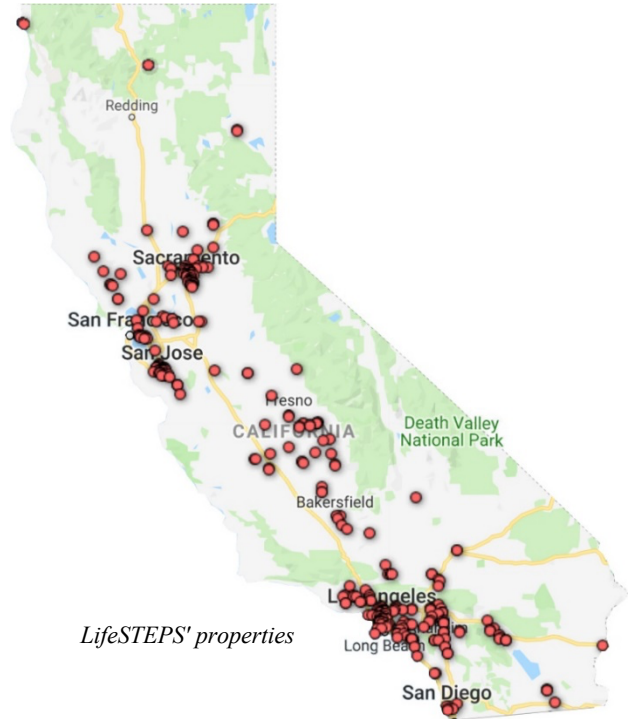 Redding
Sacramento
San Francisco
San Jose
Fresno
CALIFORNIA
Death Valley
National Park
Bakersfield
Los Angeles
Anaheim
Long Beach
LifeSTEPS' properties
San Diego